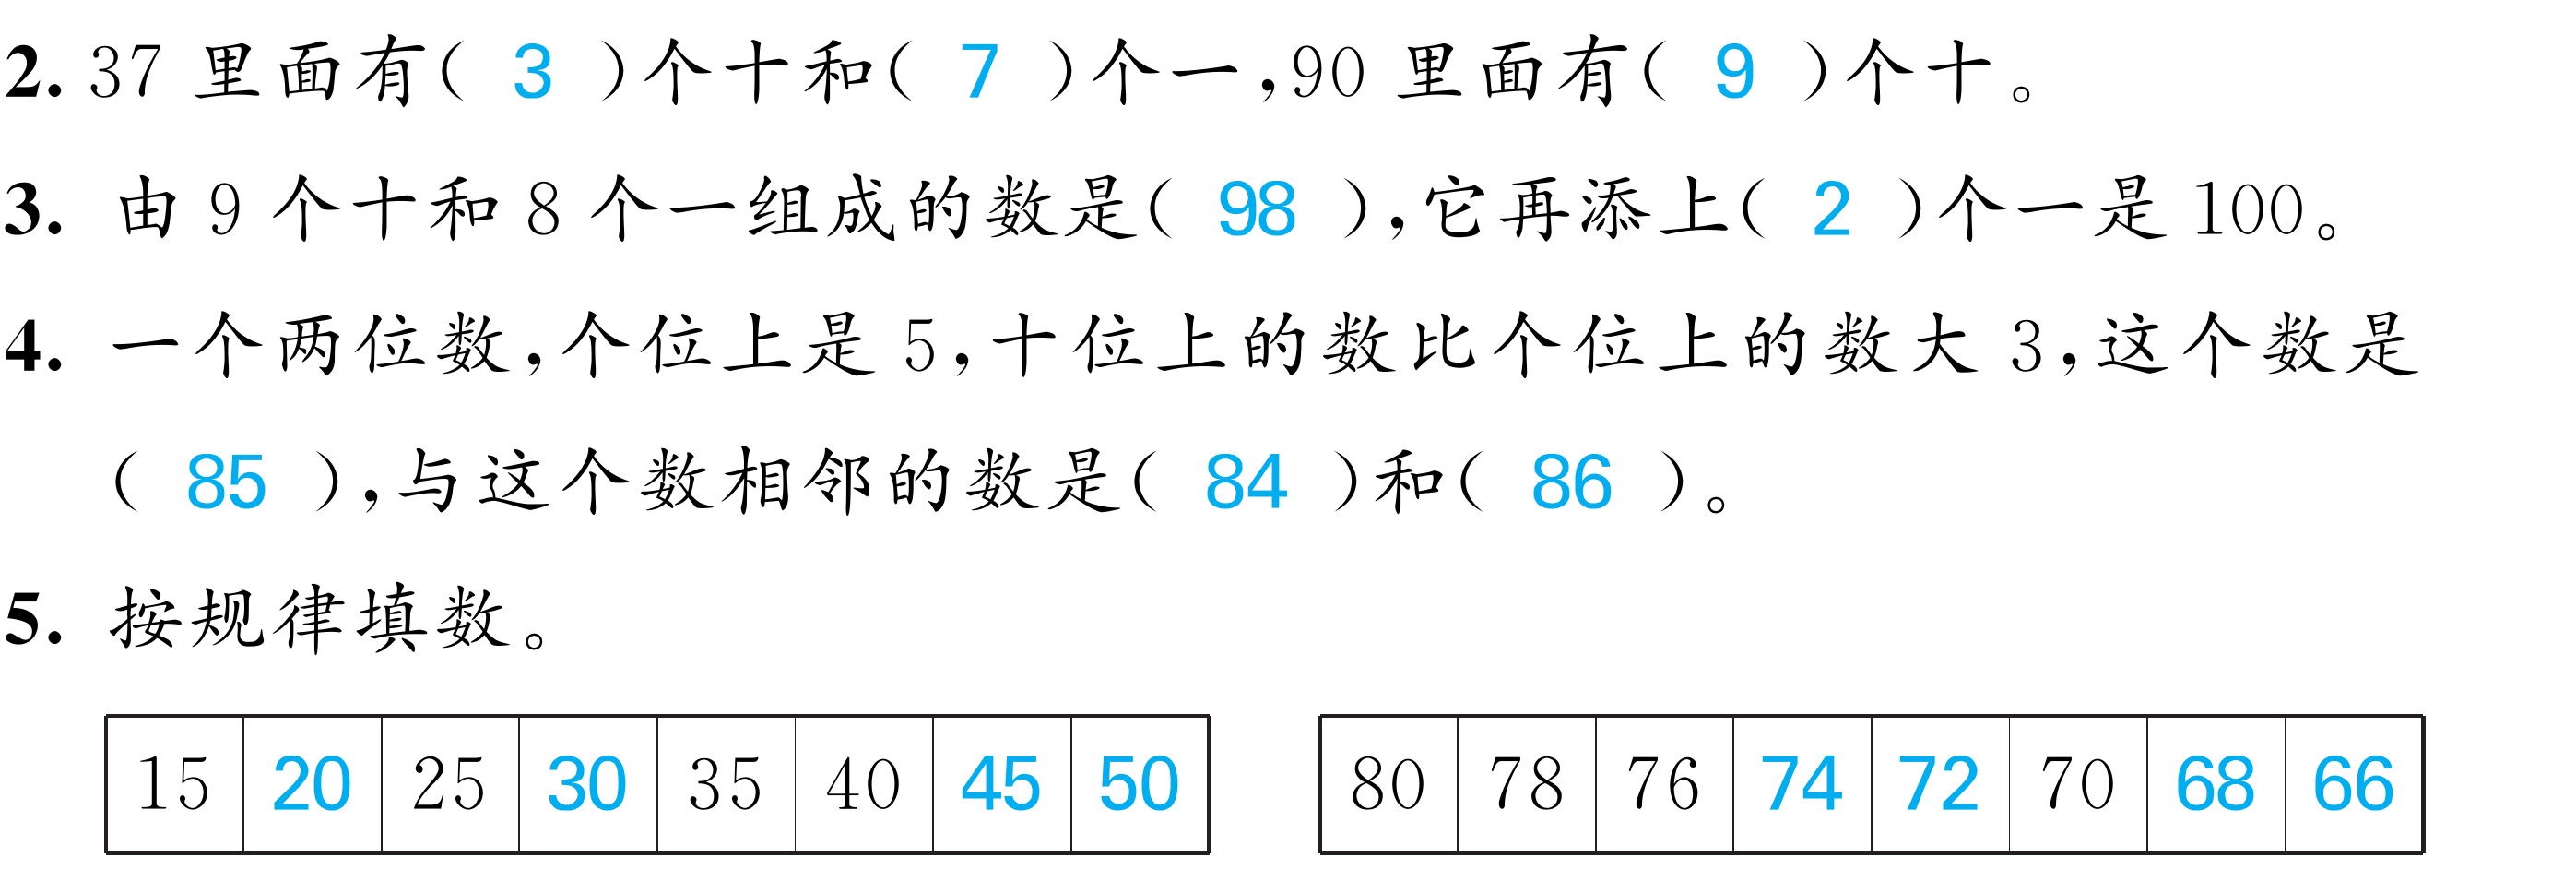 2. 37 里面有( 3 )个十和( 7 )个一,90 里面有( 9 )个十。
3. 由 9 个十和 8 个一组成的数是( 98 ),它再添上( 2 )个一是 100。
4. 一个两位数,个位上是 5,十位上的数比个位上的数大 3,这个数是
( 85 ),与这个数相邻的数是( 84 )和( 86 )。
5. 按规律填数。
15 20 25 30 35 40 45 50 80 78 76 74 72 70 68 66